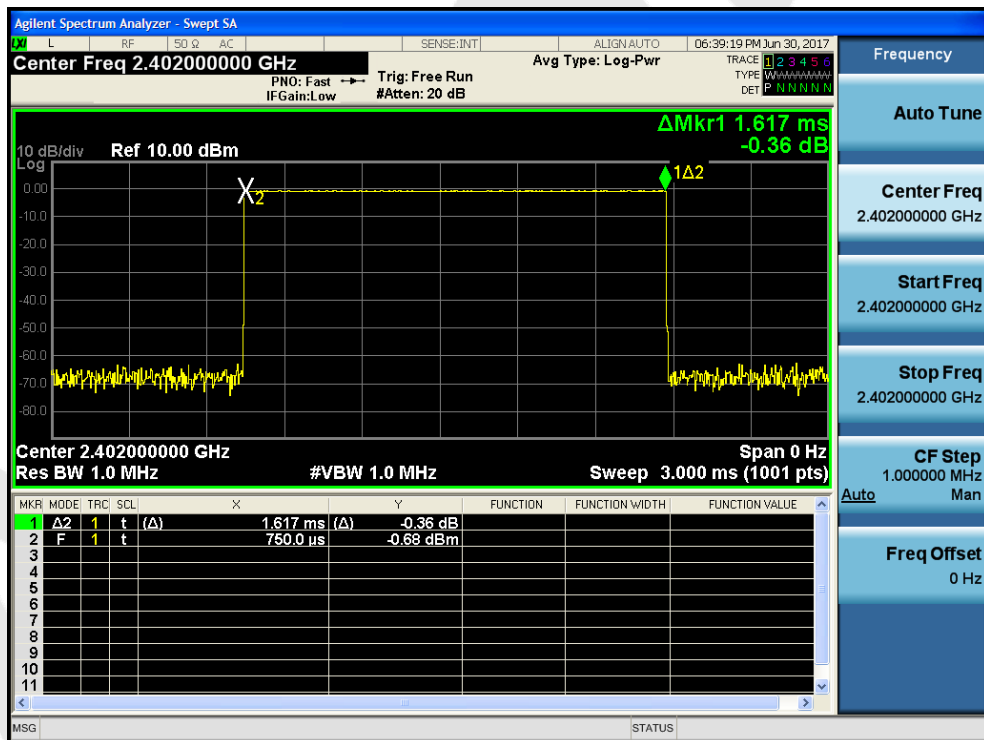 Agilent Spectrum Analyzer - Swept SA
LXI L RF 50 Ω AC SENSE:INT ALIGN AUTO 06:39:19 PM Jun 30, 2017
Center Freq 2.402000000 GHz
PNO: Fast
IFGain:Low
Trig: Free Run
#Atten: 20 dB
Avg Type: Log-Pwr
TRACE 1 2 3 4 5 6
TYPE WWWWWW
DET P N N N N N
ΔMkr1 1.617 ms
-0.36 dB
10 dB/div Ref 10.00 dBm
Log
0.00
-10.0
-20.0
-30.0
-40.0
-50.0
-60.0
-70.0
-80.0
X2
1Δ2
Center 2.402000000 GHz Span 0 Hz
Res BW 1.0 MHz #VBW 1.0 MHz Sweep 3.000 ms (1001 pts)
MKR MODE TRC SCL X Y FUNCTION FUNCTION WIDTH FUNCTION VALUE
1 Δ2 1 t (Δ) 1.617 ms (Δ) -0.36 dB
2 F 1 t 750.0 µs -0.68 dBm
3
4
5
6
7
8
9
10
11
MSG STATUS
Frequency
Auto Tune
Center Freq
2.402000000 GHz
Start Freq
2.402000000 GHz
Stop Freq
2.402000000 GHz
CF Step
1.000000 MHz
Auto Man
Freq Offset
0 Hz